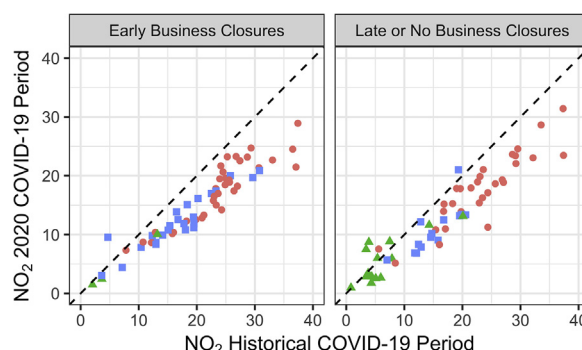 Early Business Closures
Late or No Business Closures
NO₂ 2020 COVID-19 Period
40
30
20
10
0
0 10 20 30 40
0 10 20 30 40
NO₂ Historical COVID-19 Period